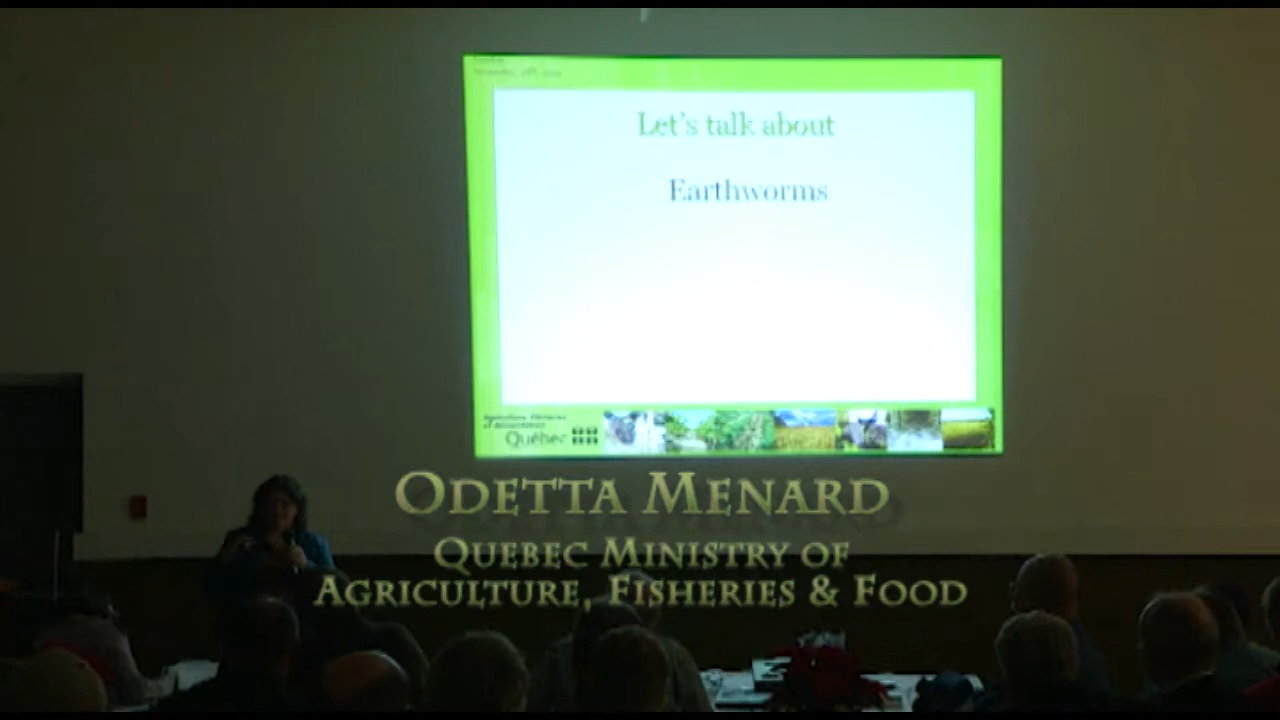 Let's talk about
Earthworms
Québec
ODETTA MENARD
QUEBEC MINISTRY OF
AGRICULTURE, FISHERIES & FOOD